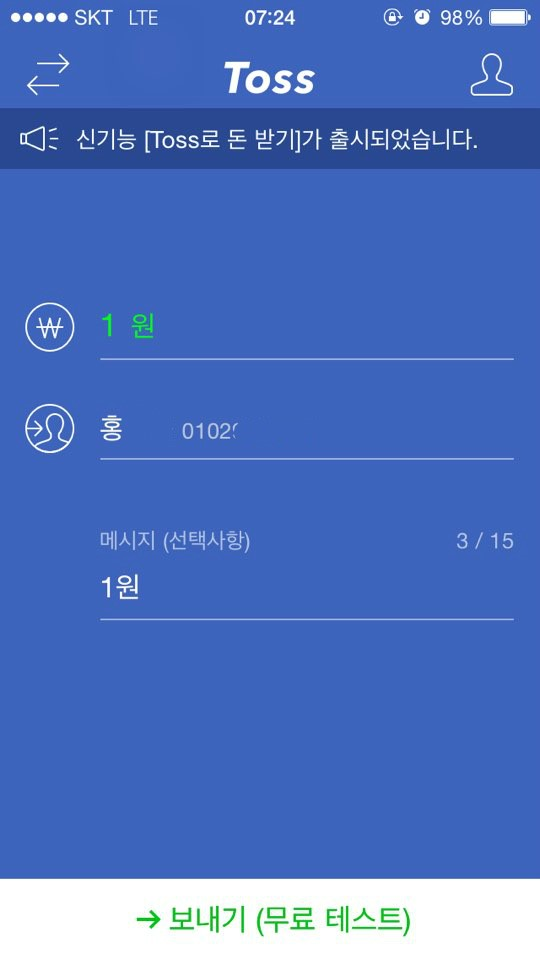 SKT LTE 07:24 98%
Toss
신기능 [Toss로 돈 받기]가 출시되었습니다.
₩ 1 원
홍 0102
메시지 (선택사항) 3 / 15
1원
→ 보내기 (무료 테스트)